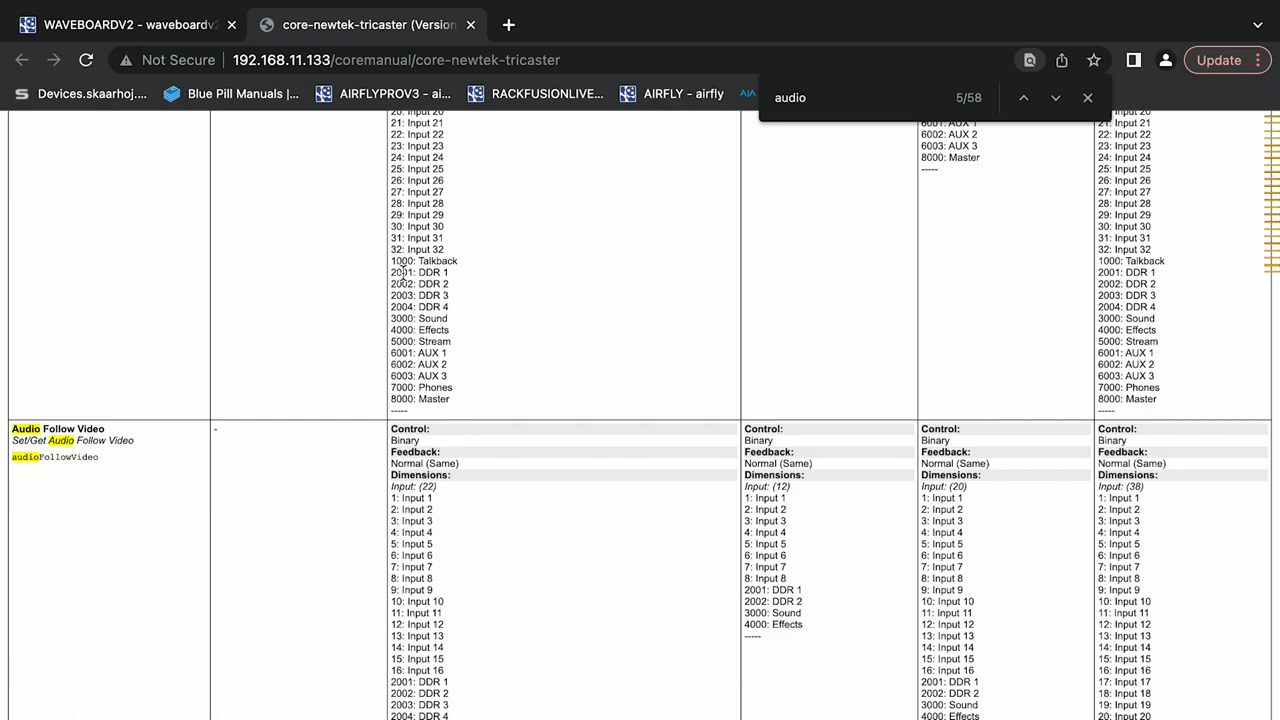 WAVEBOARDV2 - waveboardv2
core-newtek-tricaster (Version
Not Secure 192.168.11.133/coremanual/core-newtek-tricaster
Update
Devices.skaarhoj....
Blue Pill Manuals |...
AIRFLYPROV3 - ai...
RACKFUSIONLIVE...
AIRFLY - airfly
AJA
audio 5/58
20: Input 20
21: Input 21
22: Input 22
23: Input 23
24: Input 24
25: Input 25
26: Input 26
27: Input 27
28: Input 28
29: Input 29
30: Input 30
31: Input 31
32: Input 32
1000: Talkback
2001: DDR 1
2002: DDR 2
2003: DDR 3
2004: DDR 4
3000: Sound
4000: Effects
5000: Stream
6001: AUX 1
6002: AUX 2
6003: AUX 3
7000: Phones
8000: Master
-----
6001: AUX 1
6002: AUX 2
6003: AUX 3
8000: Master
-----
20: Input 20
21: Input 21
22: Input 22
23: Input 23
24: Input 24
25: Input 25
26: Input 26
27: Input 27
28: Input 28
29: Input 29
30: Input 30
31: Input 31
32: Input 32
1000: Talkback
2001: DDR 1
2002: DDR 2
2003: DDR 3
2004: DDR 4
3000: Sound
4000: Effects
5000: Stream
6001: AUX 1
6002: AUX 2
6003: AUX 3
7000: Phones
8000: Master
-----
Audio Follow Video
Set/Get Audio Follow Video
audioFollowVideo
-
Control:
Binary
Feedback:
Normal (Same)
Dimensions:
Input: (22)
1: Input 1
2: Input 2
3: Input 3
4: Input 4
5: Input 5
6: Input 6
7: Input 7
8: Input 8
9: Input 9
10: Input 10
11: Input 11
12: Input 12
13: Input 13
14: Input 14
15: Input 15
16: Input 16
2001: DDR 1
2002: DDR 2
2003: DDR 3
2004: DDR 4
Control:
Binary
Feedback:
Normal (Same)
Dimensions:
Input: (12)
1: Input 1
2: Input 2
3: Input 3
4: Input 4
5: Input 5
6: Input 6
7: Input 7
8: Input 8
2001: DDR 1
2002: DDR 2
3000: Sound
4000: Effects
-----
Control:
Binary
Feedback:
Normal (Same)
Dimensions:
Input: (20)
1: Input 1
2: Input 2
3: Input 3
4: Input 4
5: Input 5
6: Input 6
7: Input 7
8: Input 8
9: Input 9
10: Input 10
11: Input 11
12: Input 12
13: Input 13
14: Input 14
15: Input 15
16: Input 16
2001: DDR 1
2002: DDR 2
3000: Sound
4000: Effects
Control:
Binary
Feedback:
Normal (Same)
Dimensions:
Input: (38)
1: Input 1
2: Input 2
3: Input 3
4: Input 4
5: Input 5
6: Input 6
7: Input 7
8: Input 8
9: Input 9
10: Input 10
11: Input 11
12: Input 12
13: Input 13
14: Input 14
15: Input 15
16: Input 16
17: Input 17
18: Input 18
19: Input 19
20: Input 20